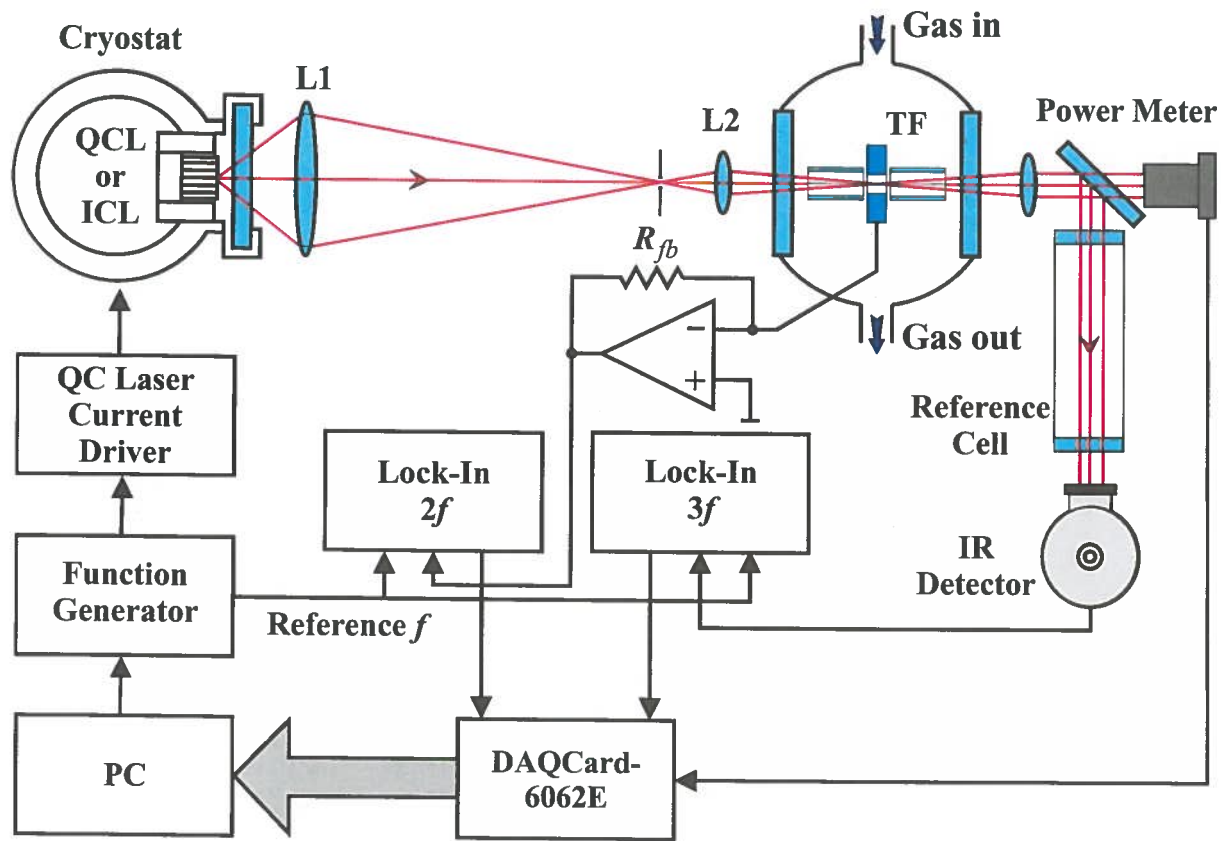 Cryostat
L1
Gas in
L2
TF
Power Meter
QCL
or
ICL
R_fb
-
+
Gas out
QC Laser
Current
Driver
Lock-In
2f
Lock-In
3f
Reference
Cell
IR
Detector
Function
Generator
Reference f
PC
DAQCard-
6062E